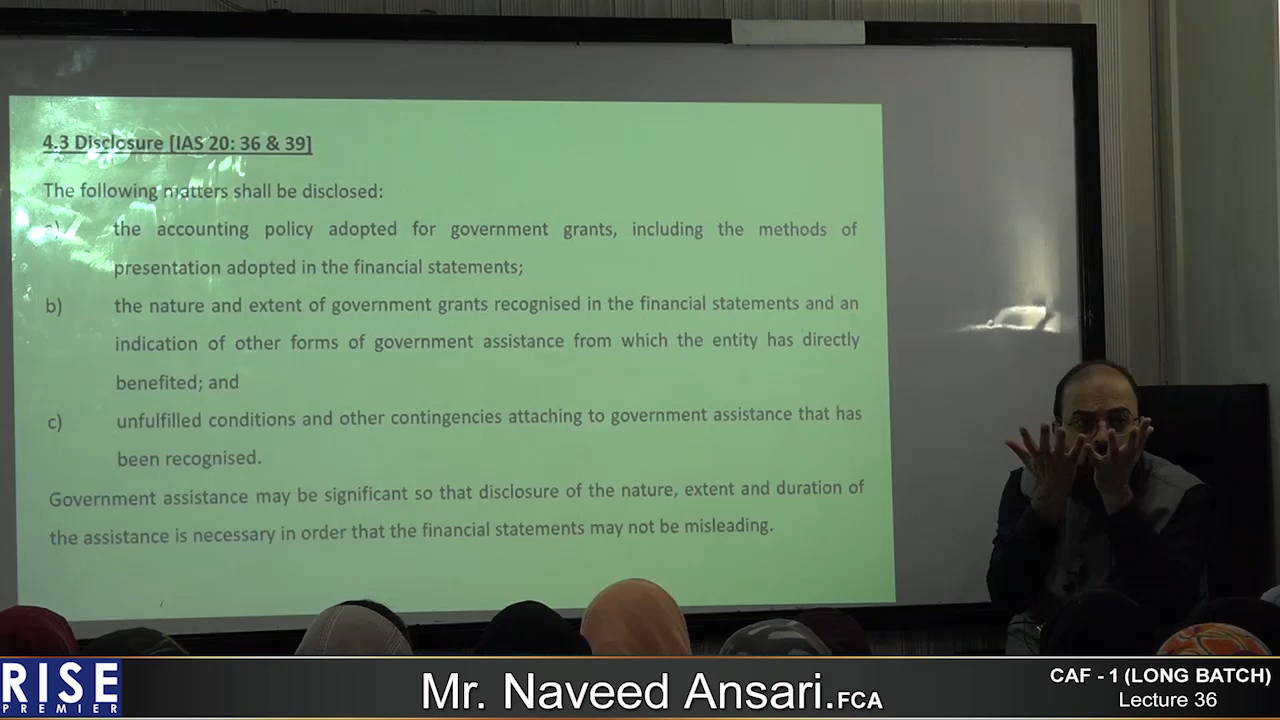 4.3 Disclosure [IAS 20: 36 & 39]
The following matters shall be disclosed:
a) the accounting policy adopted for government grants, including the methods of
presentation adopted in the financial statements;
b) the nature and extent of government grants recognised in the financial statements and an
indication of other forms of government assistance from which the entity has directly
benefited; and
c) unfulfilled conditions and other contingencies attaching to government assistance that has
been recognised.
Government assistance may be significant so that disclosure of the nature, extent and duration of
the assistance is necessary in order that the financial statements may not be misleading.
RISE
PREMIER
Mr. Naveed Ansari.FCA
CAF - 1 (LONG BATCH)
Lecture 36